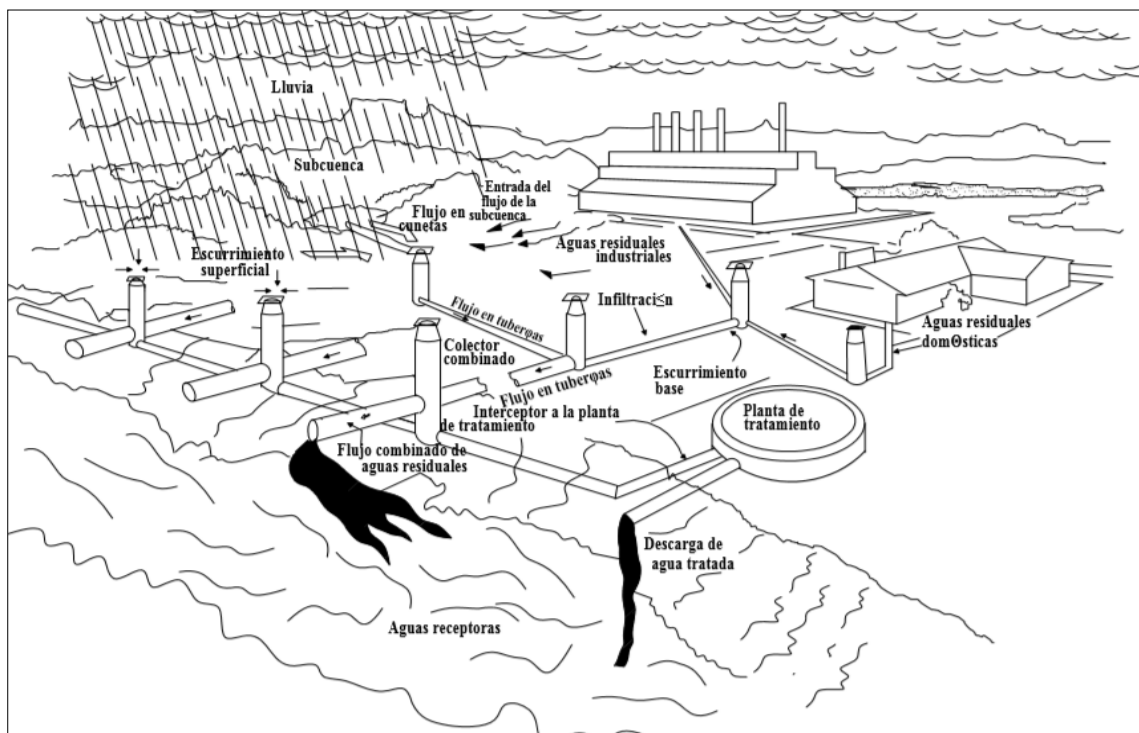 Lluvia
Subcuenca
Entrada del
flujo de la
subcuenca
Flujo en
cunetas
Escurrimiento
superficial
Aguas residuales
industriales
Infiltraci≤n
Flujo en tuberφas
Colector
combinado
Flujo en tuberφas
Escurrimiento
base
Aguas residuales
domΘsticas
Interceptor a la planta
de tratamiento
Planta de
tratamiento
Flujo combinado de
aguas residuales
Descarga de
agua tratada
Aguas receptoras